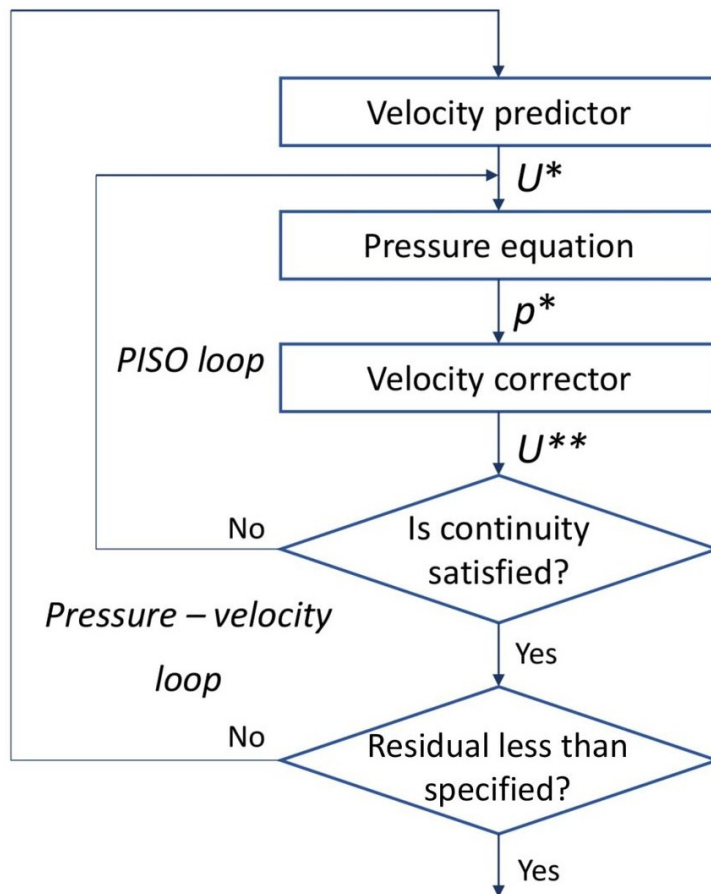 Velocity predictor
U*
Pressure equation
p*
PISO loop
Velocity corrector
U**
No
Is continuity
satisfied?
Pressure – velocity
loop
Yes
No
Residual less than
specified?
Yes